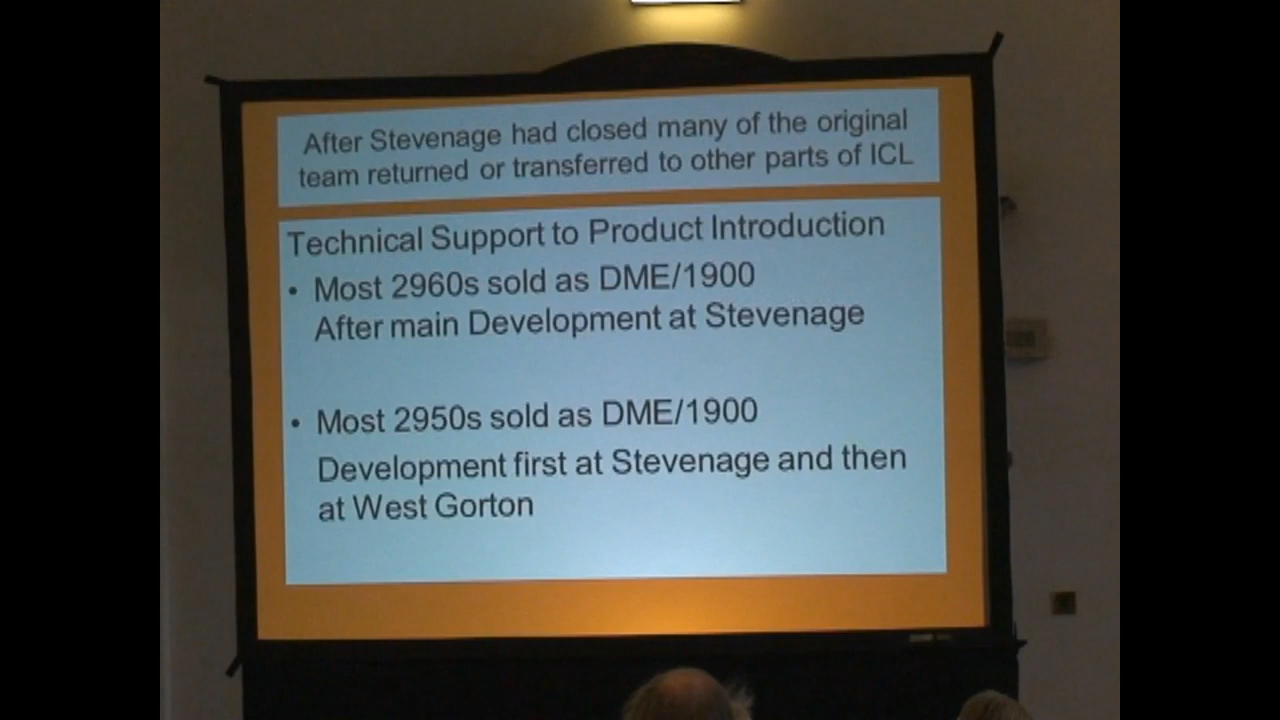 After Stevenage had closed many of the original
team returned or transferred to other parts of ICL
Technical Support to Product Introduction
• Most 2960s sold as DME/1900
After main Development at Stevenage
• Most 2950s sold as DME/1900
Development first at Stevenage and then
at West Gorton